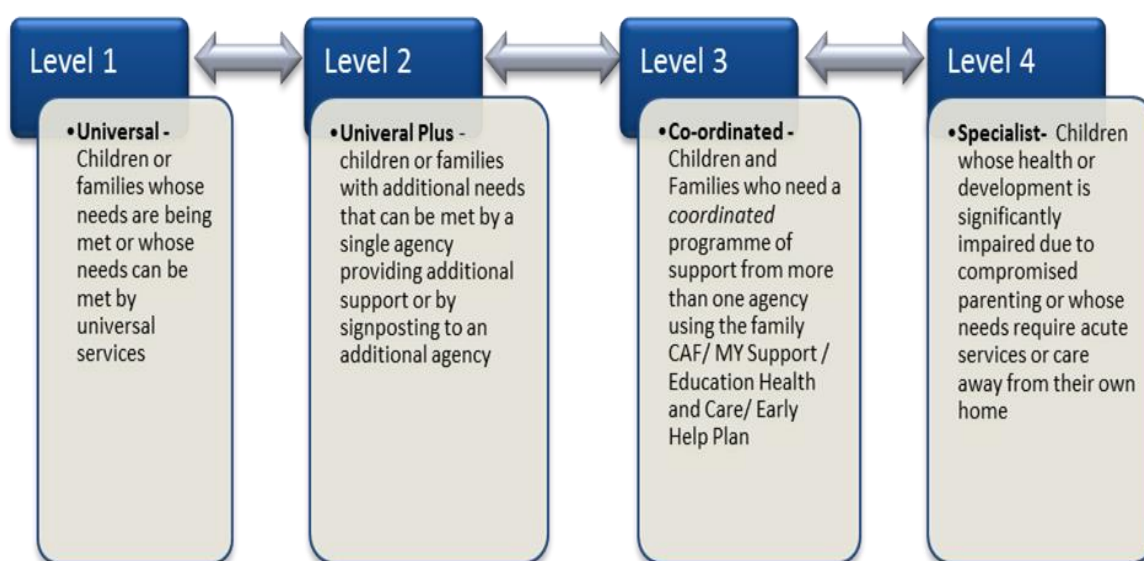 Level 1
•Universal -
Children or
families whose
needs are being
met or whose
needs can be
met by
universal
services
Level 2
•Univeral Plus -
children or families
with additional needs
that can be met by a
single agency
providing additional
support or by
signposting to an
additional agency
Level 3
•Co-ordinated -
Children and
Families who need a
coordinated
programme of
support from more
than one agency
using the family
CAF/ MY Support /
Education Health
and Care/ Early
Help Plan
Level 4
•Specialist- Children
whose health or
development is
significantly
impaired due to
compromised
parenting or whose
needs require acute
services or care
away from their own
home